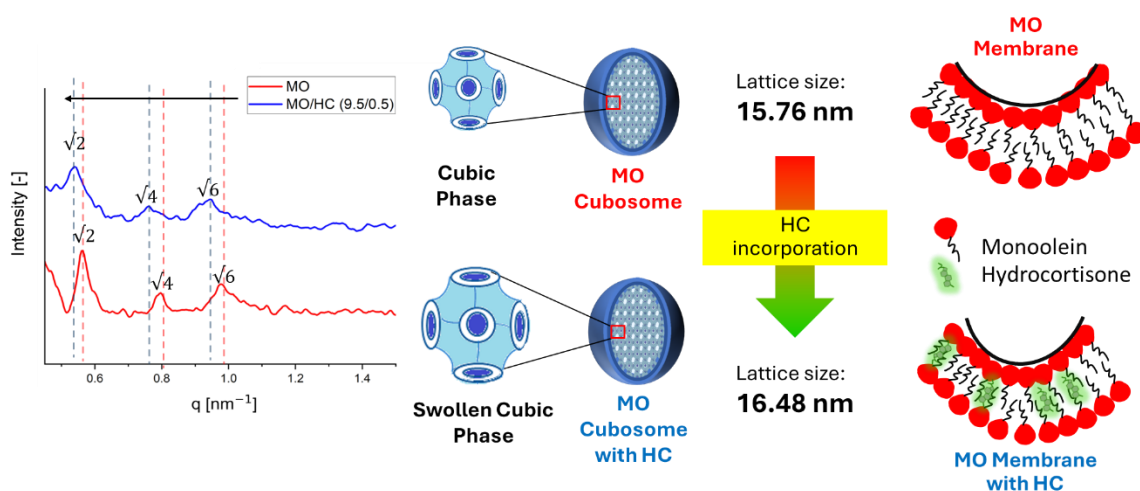 MO
MO/HC (9.5/0.5)
√2
√4
√6
√2
√4
√6
Intensity [-]
0.6
0.8
1.0
1.2
1.4
q [nm⁻¹]
Cubic
Phase
MO
Cubosome
Swollen Cubic
Phase
MO
Cubosome
with HC
Lattice size:
15.76 nm
HC
incorporation
Lattice size:
16.48 nm
MO
Membrane
Monoolein
Hydrocortisone
MO Membrane
with HC